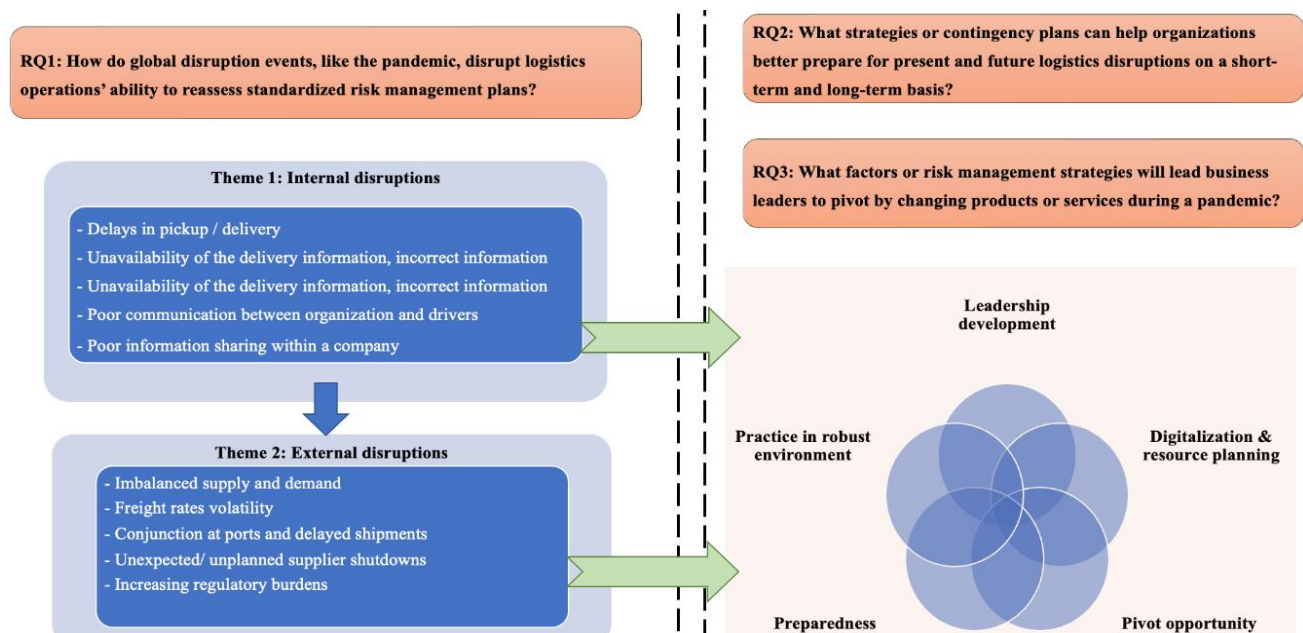 RQ1: How do global disruption events, like the pandemic, disrupt logistics
operations’ ability to reassess standardized risk management plans?
Theme 1: Internal disruptions
- Delays in pickup / delivery
- Unavailability of the delivery information, incorrect information
- Unavailability of the delivery information, incorrect information
- Poor communication between organization and drivers
- Poor information sharing within a company
Theme 2: External disruptions
- Imbalanced supply and demand
- Freight rates volatility
- Conjunction at ports and delayed shipments
- Unexpected/ unplanned supplier shutdowns
- Increasing regulatory burdens
RQ2: What strategies or contingency plans can help organizations
better prepare for present and future logistics disruptions on a short-
term and long-term basis?
RQ3: What factors or risk management strategies will lead business
leaders to pivot by changing products or services during a pandemic?
Leadership
development
Practice in robust
environment
Digitalization &
resource planning
Preparedness
Pivot opportunity